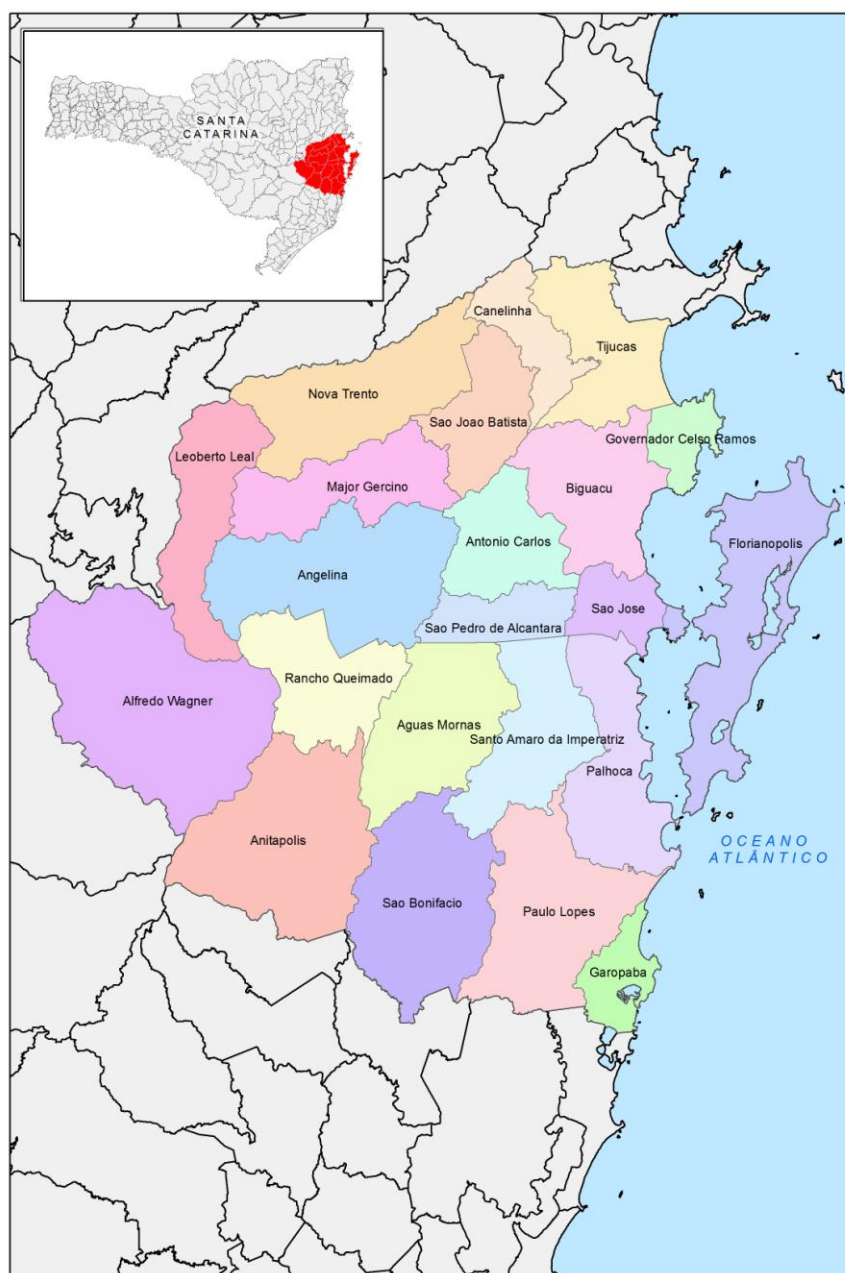 SANTA
CATARINA
Canelinha
Tijucas
Nova Trento
Sao Joao Batista
Governador Celso Ramos
Leoberto Leal
Major Gercino
Biguacu
Antonio Carlos
Florianopolis
Angelina
Sao Jose
Sao Pedro de Alcantara
Rancho Queimado
Alfredo Wagner
Aguas Mornas
Santo Amaro da Imperatriz
Palhoca
Anitapolis
OCEANO
ATLÂNTICO
Sao Bonifacio
Paulo Lopes
Garopaba